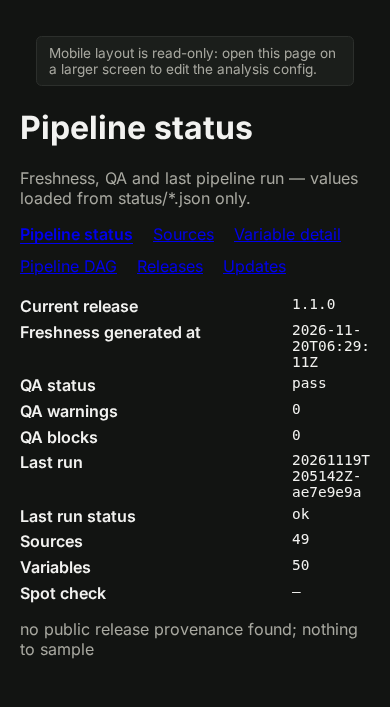 Mobile layout is read-only: open this page on
a larger screen to edit the analysis config.
Pipeline status
Freshness, QA and last pipeline run — values
loaded from status/*.json only.
Pipeline status Sources Variable detail
Pipeline DAG Releases Updates
Current release 1.1.0
Freshness generated at 2026-11-
20T06:29:
11Z
QA status pass
QA warnings 0
QA blocks 0
Last run 20261119T
205142Z-
ae7e9e9a
Last run status ok
Sources 49
Variables 50
Spot check —
no public release provenance found; nothing
to sample